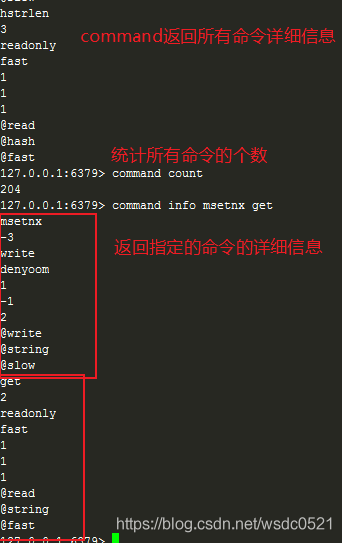 hstrlen
3
command返回所有命令详细信息
readonly
fast
1
1
1
@read
@hash
@fast
统计所有命令的个数
127.0.0.1:6379> command count
204
127.0.0.1:6379> command info msetnx get
msetnx
-3
write
返回指定的命令的详细信息
denyoom
1
-1
2
@write
@string
@slow
get
2
readonly
fast
1
1
1
@read
@string
@fast
https://blog.csdn.net/wsdc0521
127.0.0.1:6379>